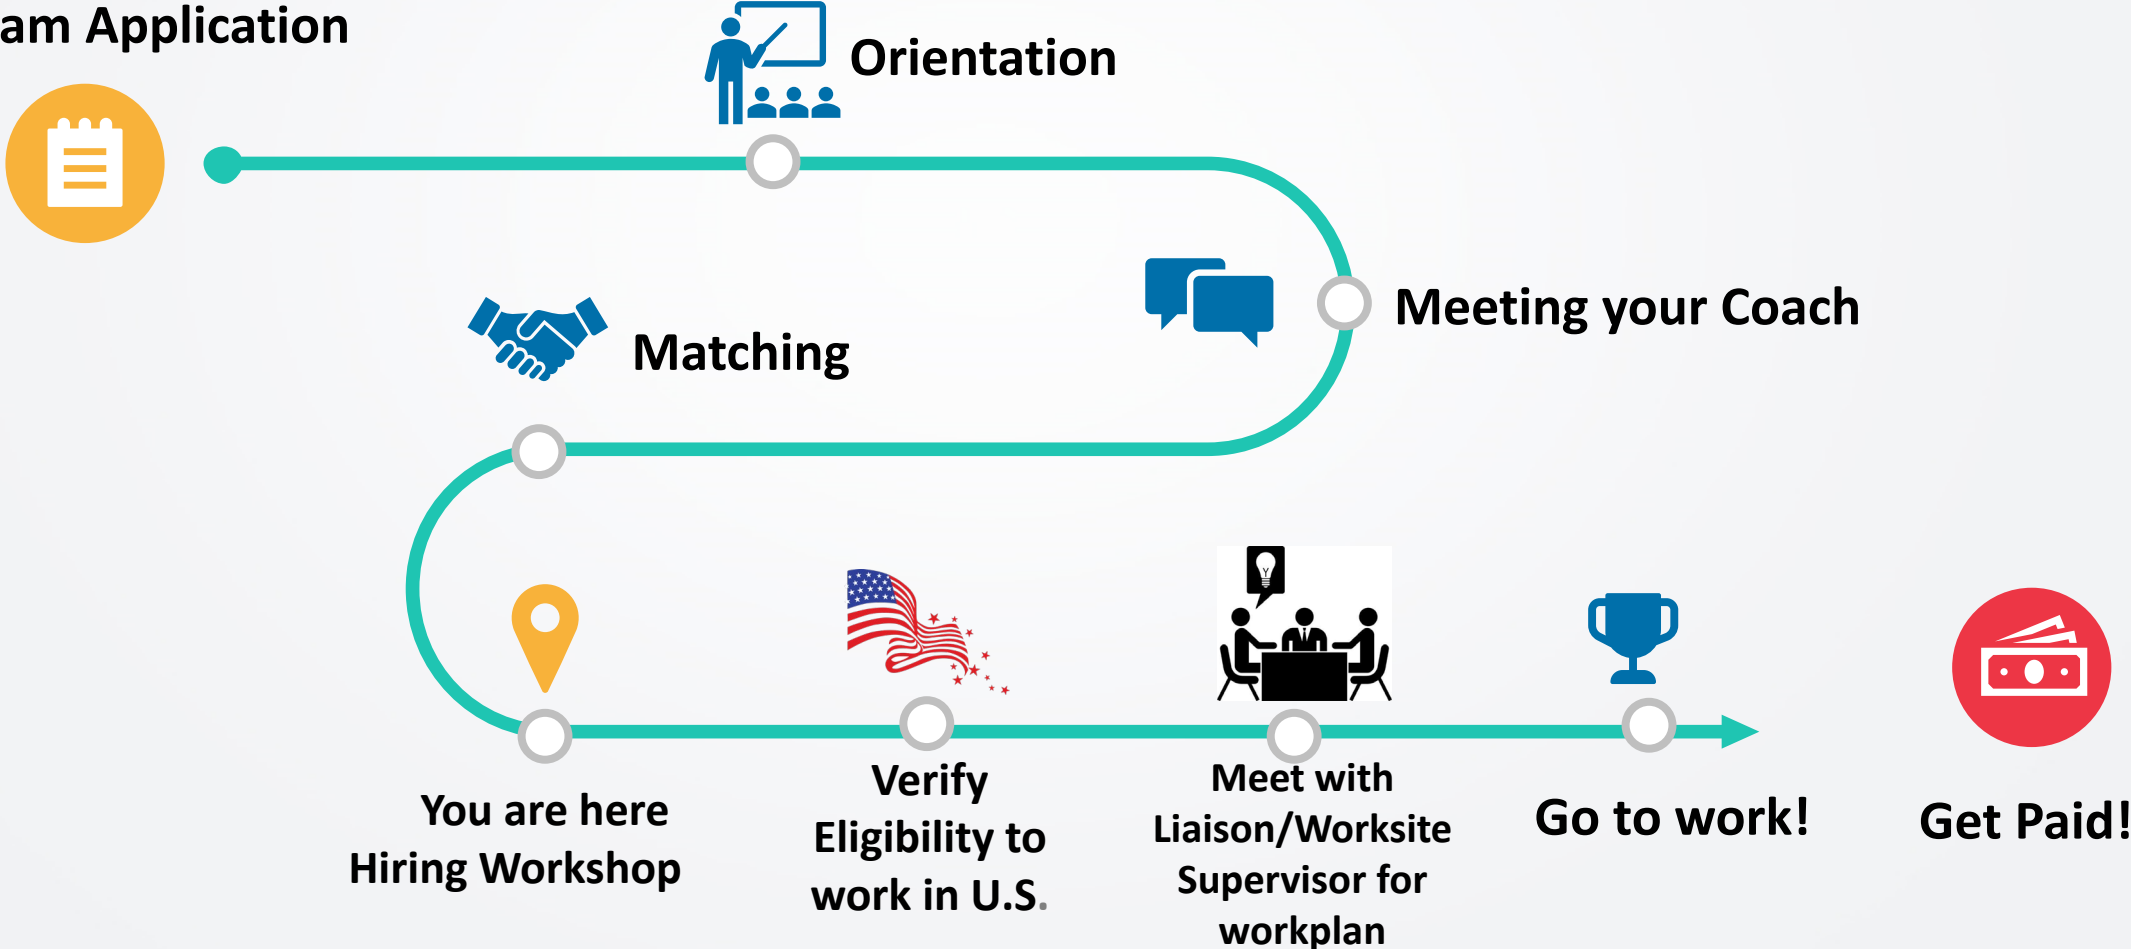 am Application
Orientation
Meeting your Coach
Matching
You are here
Hiring Workshop
Verify
Eligibility to
work in U.S.
Meet with
Liaison/Worksite
Supervisor for
workplan
Go to work!
Get Paid!